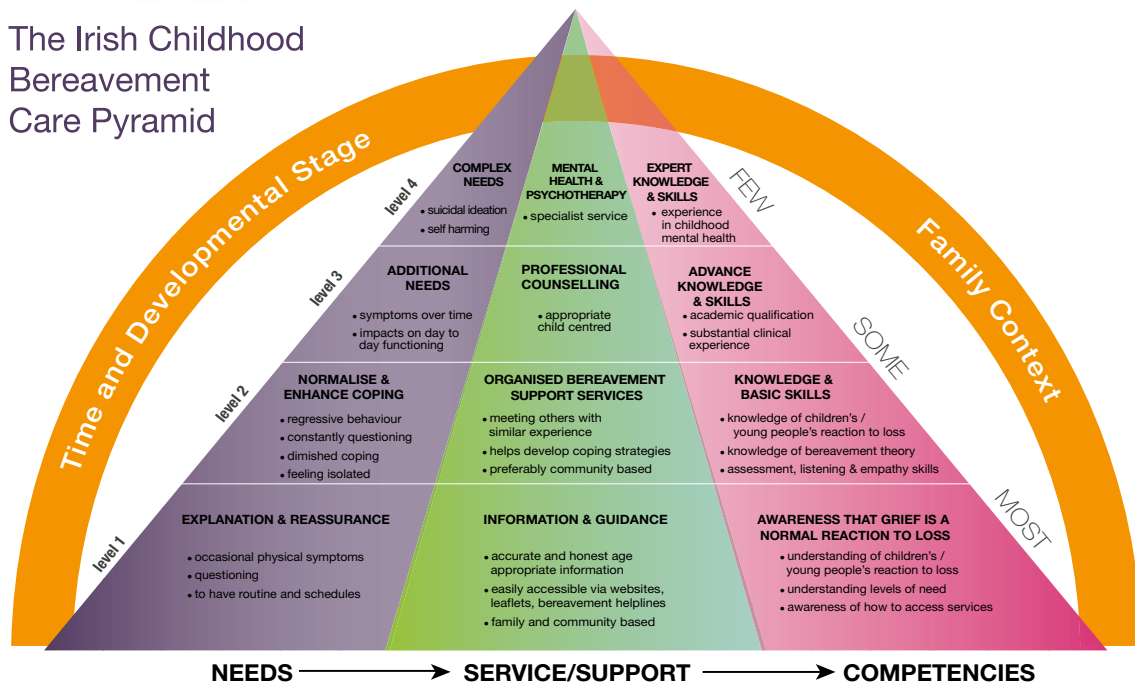 The Irish Childhood
Bereavement
Care Pyramid
Time and Developmental Stage
Family Context
level 4
COMPLEX
NEEDS
• suicidal ideation
• self harming
MENTAL
HEALTH &
PSYCHOTHERAPY
• specialist service
EXPERT
KNOWLEDGE
& SKILLS
• experience
in childhood
mental health
FEW
level 3
ADDITIONAL
NEEDS
• symptoms over time
• impacts on day to
day functioning
PROFESSIONAL
COUNSELLING
• appropriate
child centred
ADVANCE
KNOWLEDGE
& SKILLS
• academic qualification
• substantial clinical
experience
SOME
level 2
NORMALISE &
ENHANCE COPING
• regressive behaviour
• constantly questioning
• dimished coping
• feeling isolated
ORGANISED BEREAVEMENT
SUPPORT SERVICES
• meeting others with
similar experience
• helps develop coping strategies
• preferably community based
KNOWLEDGE &
BASIC SKILLS
• knowledge of children's /
young people's reaction to loss
• knowledge of bereavement theory
• assessment, listening & empathy skills
MOST
level 1
EXPLANATION & REASSURANCE
• occasional physical symptoms
• questioning
• to have routine and schedules
INFORMATION & GUIDANCE
• accurate and honest age
appropriate information
• easily accessible via websites,
leaflets, bereavement helplines
• family and community based
AWARENESS THAT GRIEF IS A
NORMAL REACTION TO LOSS
• understanding of children's /
young people's reaction to loss
• understanding levels of need
• awareness of how to access services
NEEDS → SERVICE/SUPPORT → COMPETENCIES